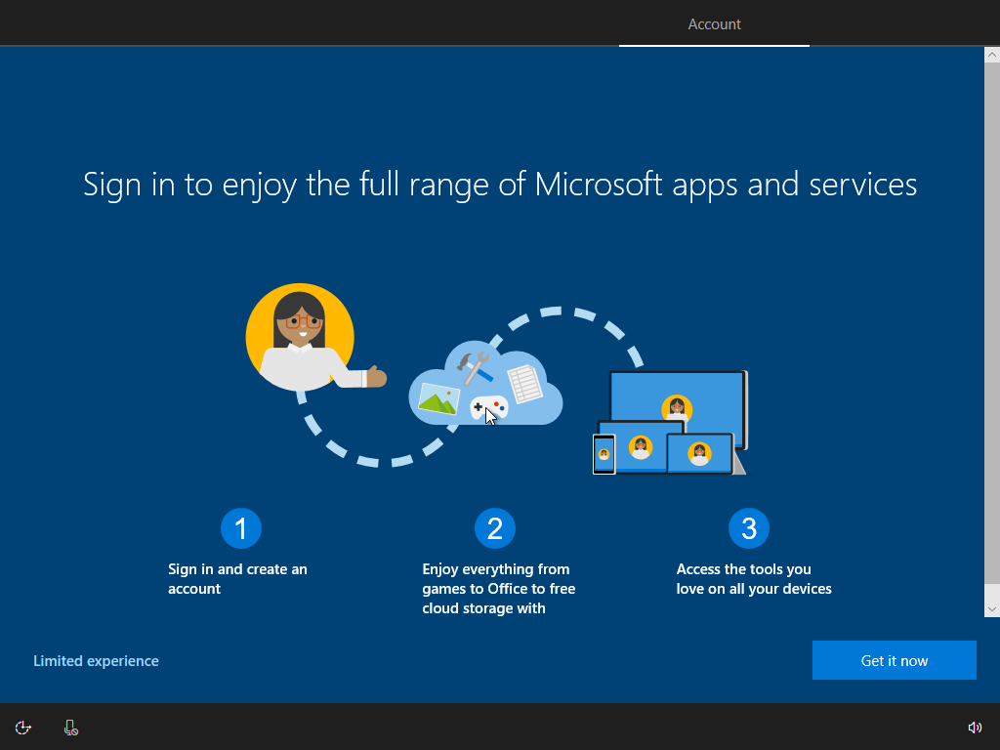 Account
Sign in to enjoy the full range of Microsoft apps and services
1
Sign in and create an
account
2
Enjoy everything from
games to Office to free
cloud storage with
3
Access the tools you
love on all your devices
Limited experience
Get it now